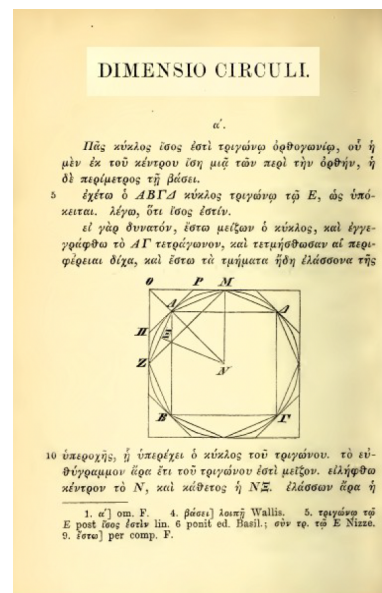 DIMENSIO CIRCULI.
α'.
Πᾶς κύκλος ἴσος ἐστὶ τριγώνῳ ὀρθογωνίῳ, οὗ ἡ
μὲν ἐκ τοῦ κέντρου ἴση μιᾷ τῶν περὶ τὴν ὀρθήν, ἡ
δὲ περίμετρος τῇ βάσει.
5 ἐχέτω ὁ ΑΒΓΔ κύκλος τριγώνῳ τῷ Ε, ὡς ὑπό-
κειται. λέγω, ὅτι ἴσος ἐστίν.
εἰ γὰρ δυνατόν, ἔστω μείζων ὁ κύκλος, καὶ ἐγγε-
γράφθω τὸ ΑΓ τετράγωνον, καὶ τετμήσθωσαν αἱ περι-
φέρειαι δίχα, καὶ ἔστω τὰ τμήματα ἤδη ἐλάσσονα τῆς
Ο Ρ Μ
Α Δ
Π Ξ
Ζ Ν
Β Γ
10 ὑπεροχῆς, ᾗ ὑπερέχει ὁ κύκλος τοῦ τριγώνου. τὸ εὐ-
θύγραμμον ἄρα ἔτι τοῦ τριγώνου ἐστὶ μεῖζον. εἰλήφθω
κέντρον τὸ Ν, καὶ κάθετος ἡ ΝΞ. ἐλάσσων ἄρα ἡ
1. α'] om. F. 4. βάσει] λοιπῇ Wallis. 5. τριγώνῳ τῷ
E post ἴσος ἐστίν lin. 6 ponit ed. Basil.; σὺν τρ. τῷ E Nizze.
9. ἔστω] per comp. F.